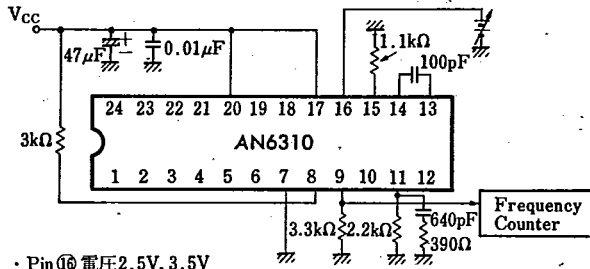 Vcc
47μF
+
−
0.01μF
1.1kΩ
100pF
24 23 22 21 20 19 18 17 16 15 14 13
3kΩ
AN6310
1 2 3 4 5 6 7 8 9 10 11 12
3.3kΩ
2.2kΩ
640pF
390Ω
Frequency
Counter
・Pin⑯電圧2.5V, 3.5V